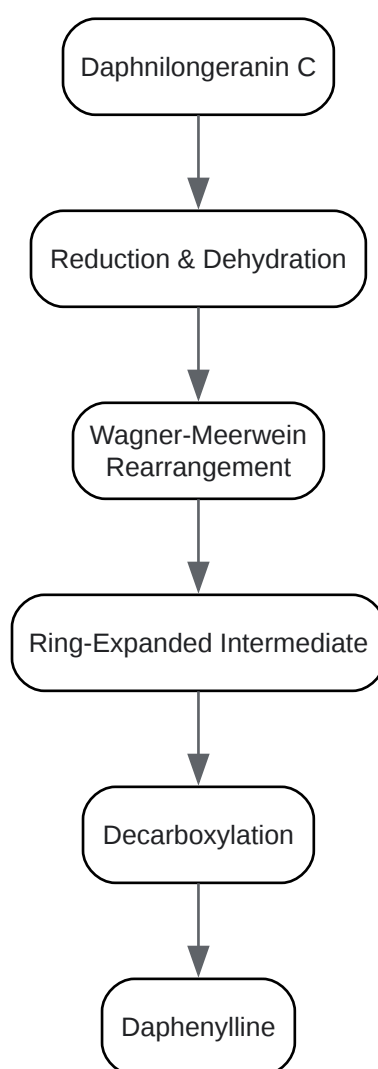 Daphnilongeranin C
Reduction & Dehydration
Wagner-Meerwein
Rearrangement
Ring-Expanded Intermediate
Decarboxylation
Daphenylline